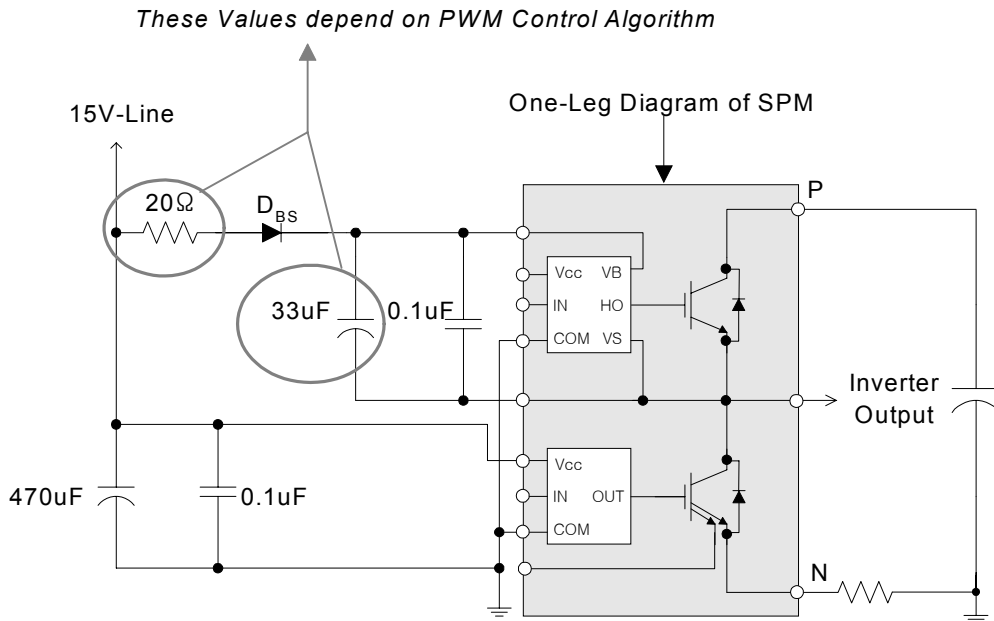 These Values depend on PWM Control Algorithm
One-Leg Diagram of SPM
15V-Line
P
20Ω
DBS
Vcc VB
IN HO
COM VS
33uF
0.1uF
Inverter
Output
Vcc
IN OUT
COM
470uF
0.1uF
N